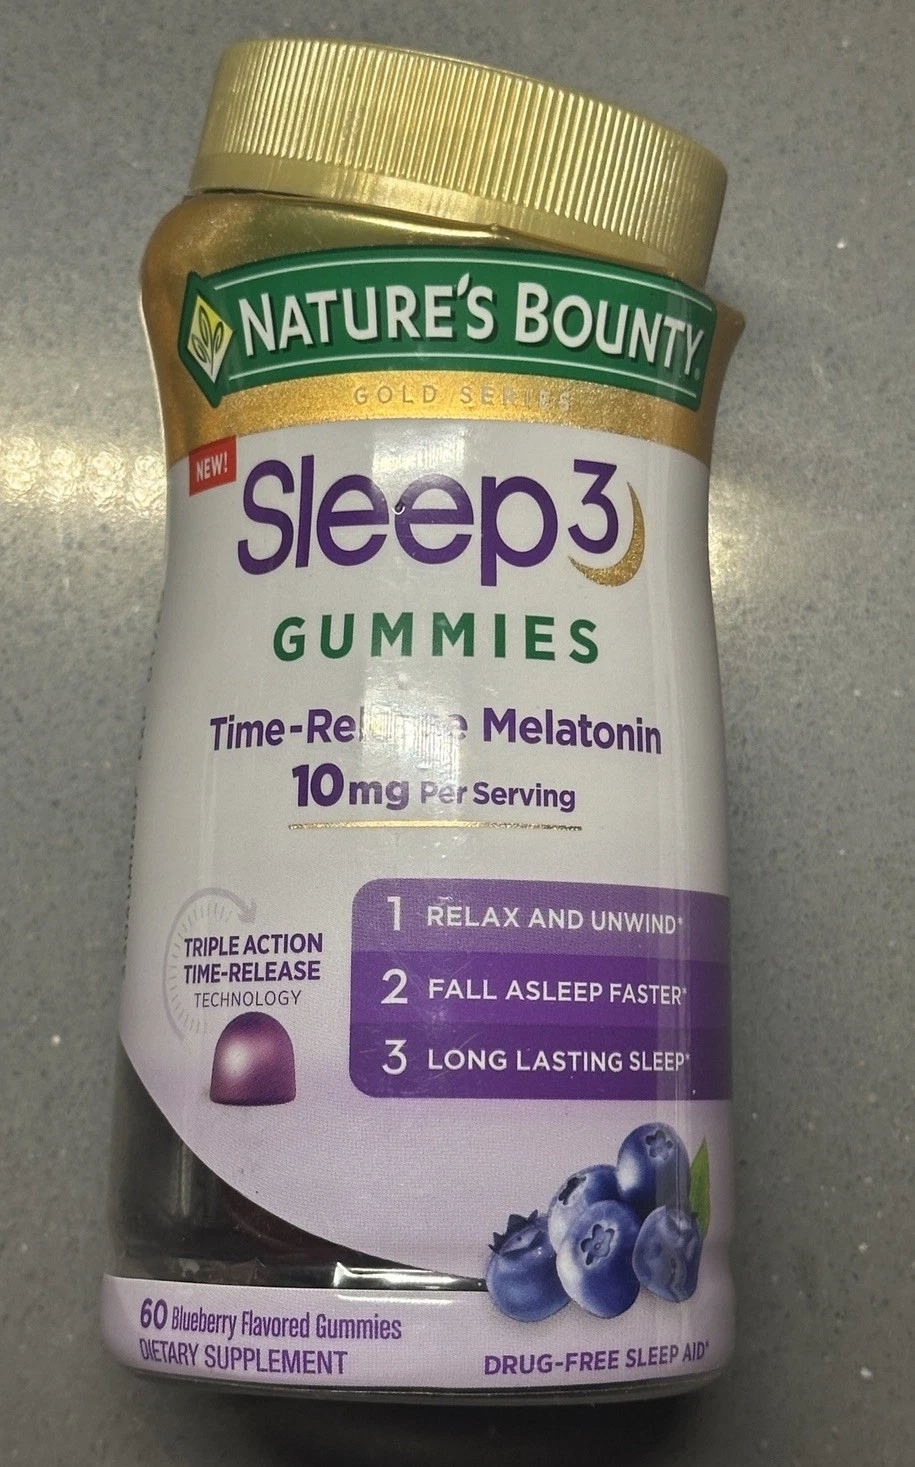 NATURE'S BOUNTY®
GOLD SERIES
NEW!
Sleep3
GUMMIES
Time-Release Melatonin
10mg Per Serving
TRIPLE ACTION
TIME-RELEASE
TECHNOLOGY
1 RELAX AND UNWIND*
2 FALL ASLEEP FASTER*
3 LONG LASTING SLEEP*
60 Blueberry Flavored Gummies
DIETARY SUPPLEMENT
DRUG-FREE SLEEP AID*